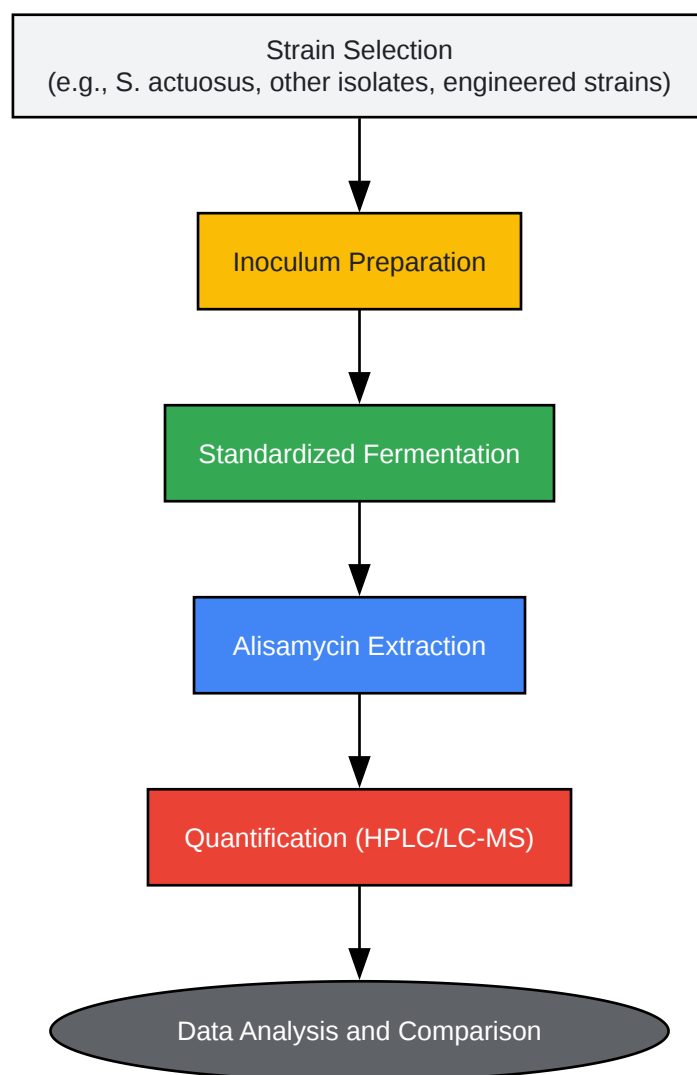 Strain Selection
(e.g., S. actuosus, other isolates, engineered strains)
Inoculum Preparation
Standardized Fermentation
Alisamycin Extraction
Quantification (HPLC/LC-MS)
Data Analysis and Comparison